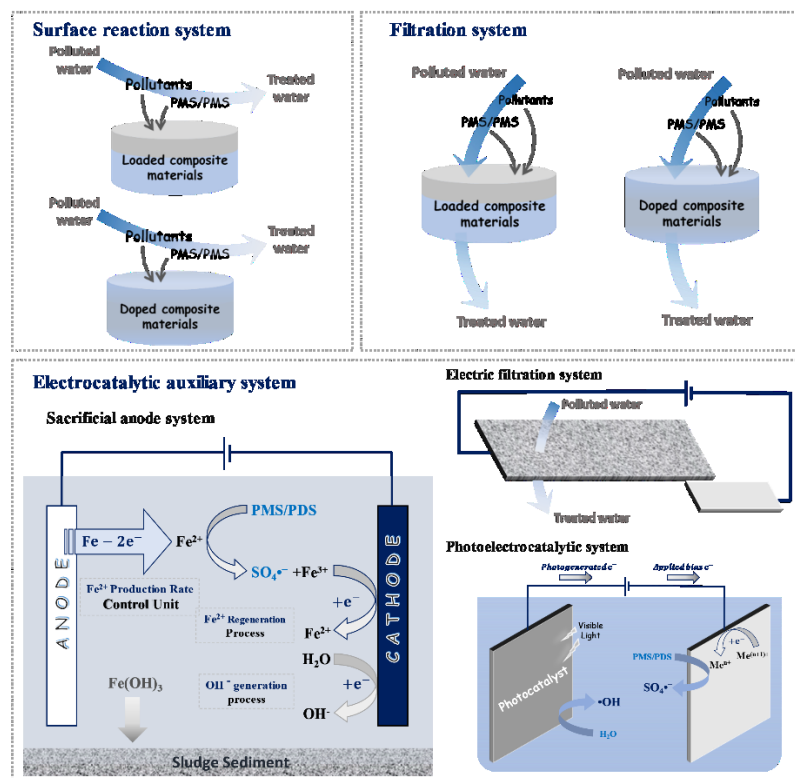 Surface reaction system
Polluted
water
Pollutants
PMS/PMS
Treated
water
Loaded composite
materials
Polluted
water
Pollutants
PMS/PMS
Treated
water
Doped composite
materials
Filtration system
Polluted water
Pollutants
PMS/PMS
Loaded composite
materials
Treated water
Polluted water
Pollutants
PMS/PMS
Doped composite
materials
Treated water
Electrocatalytic auxiliary system
Sacrificial anode system
ANODE
Fe − 2e⁻
Fe²⁺
PMS/PDS
SO₄•⁻ +Fe³⁺
Fe²⁺ Production Rate
Control Unit
Fe²⁺ Regeneration
Process
+e⁻
Fe²⁺
H₂O
OH⁻ generation
process
+e⁻
OH⁻
CATHODE
Fe(OH)₃
Sludge Sediment
Electric filtration system
Polluted water
Treated water
Photoelectrocatalytic system
Photogenerated e⁻
Applied bias e⁻
Visible
Light
Photocatalyst
•OH
H₂O
PMS/PDS
SO₄•⁻
+e⁻
Meⁿ⁺
Me⁽ⁿ⁺¹⁾⁺